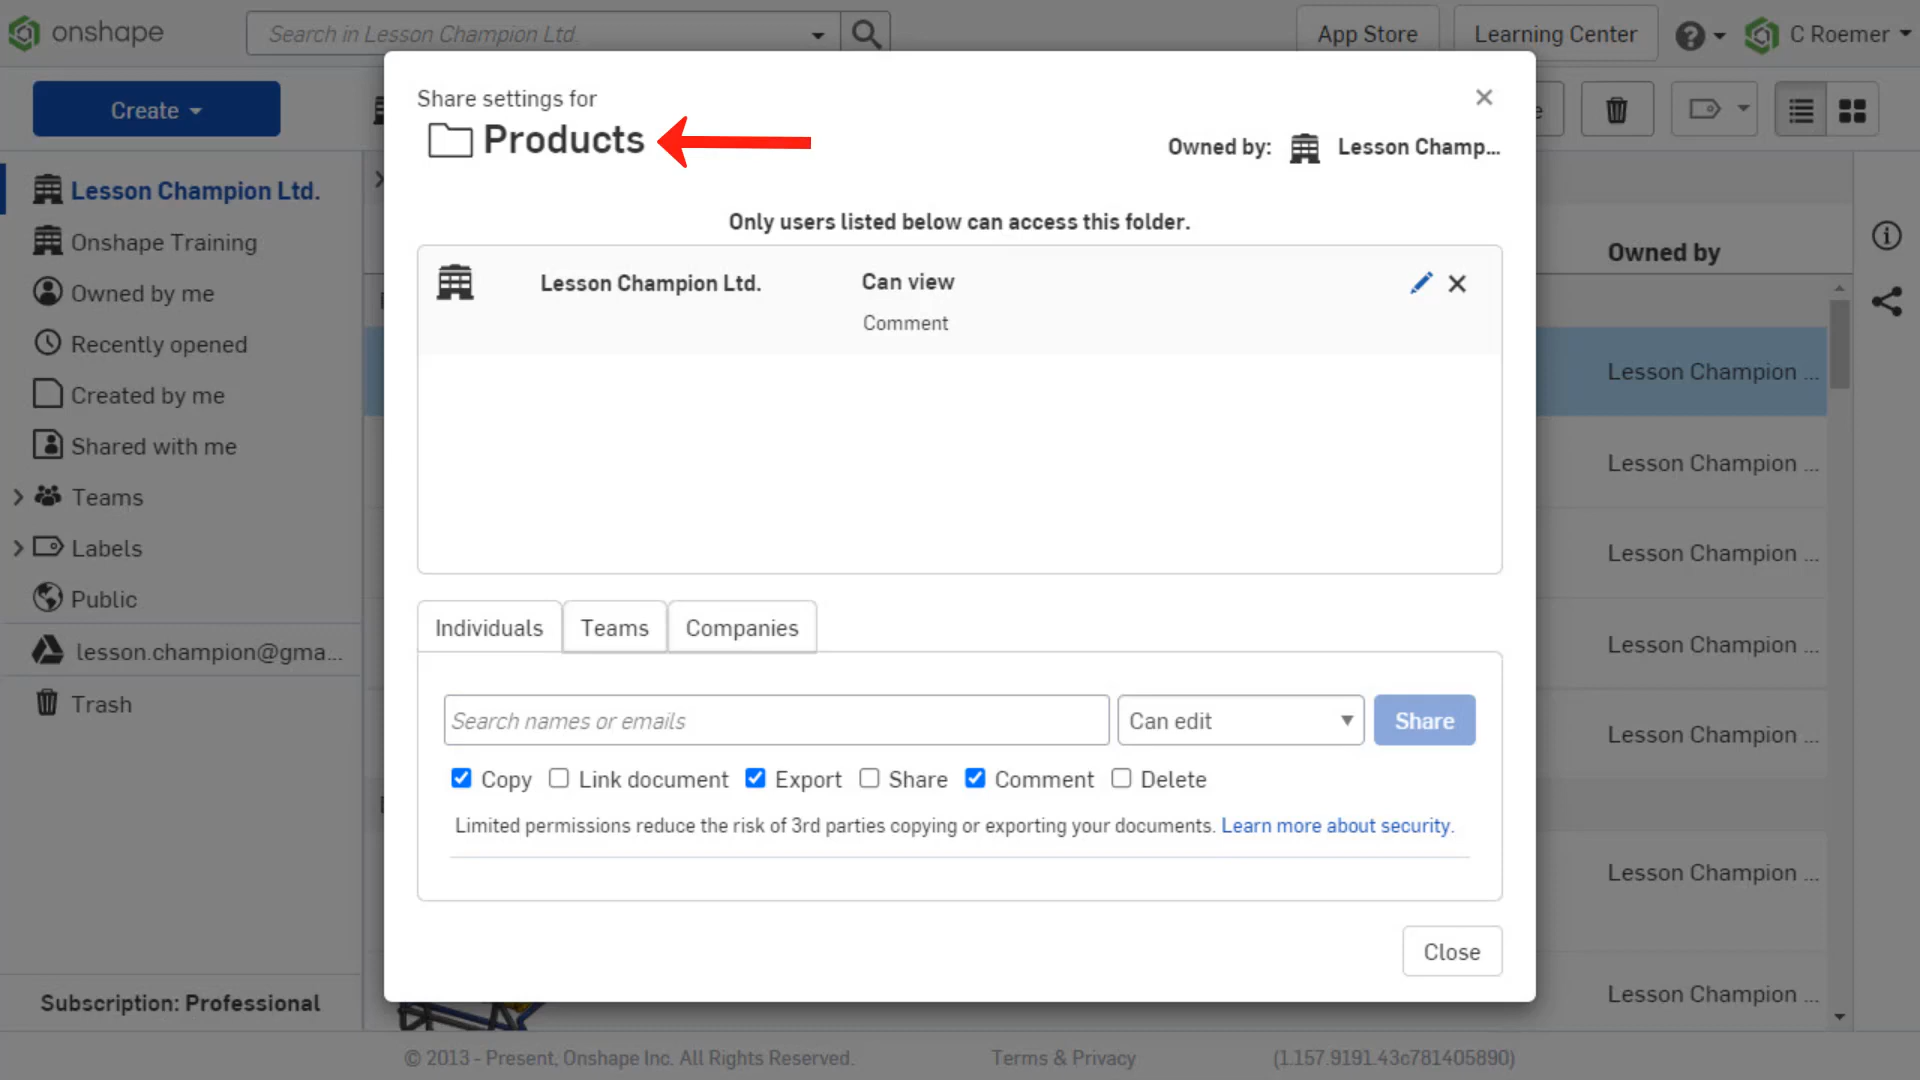 onshape
Search in Lesson Champion Ltd.
App Store
Learning Center
C Roemer
Create
Share settings for
Products
Owned by:
Lesson Champ...
Lesson Champion Ltd.
Onshape Training
Owned by me
Recently opened
Created by me
Shared with me
Teams
Labels
Public
lesson.champion@gma...
Trash
Subscription: Professional
Only users listed below can access this folder.
Lesson Champion Ltd.
Can view
Comment
Individuals
Teams
Companies
Search names or emails
Can edit
Share
Copy
Link document
Export
Share
Comment
Delete
Limited permissions reduce the risk of 3rd parties copying or exporting your documents. Learn more about security.
Close
Owned by
Lesson Champion ...
Lesson Champion ...
Lesson Champion ...
Lesson Champion ...
Lesson Champion ...
Lesson Champion ...
Lesson Champion ...
© 2013 - Present, Onshape Inc. All Rights Reserved.
Terms & Privacy
(1.157.9191.43c781405890)